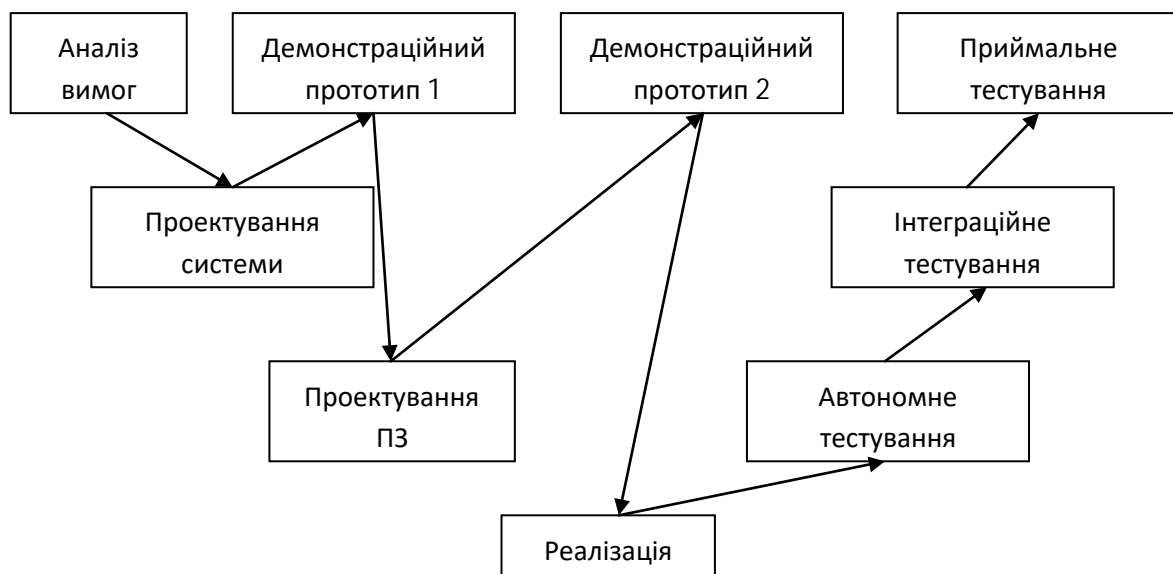 Аналіз
вимог
Демонстраційний
прототип 1
Демонстраційний
прототип 2
Приймальне
тестування
Проектування
системи
Інтеграційне
тестування
Проектування
ПЗ
Автономне
тестування
Реалізація